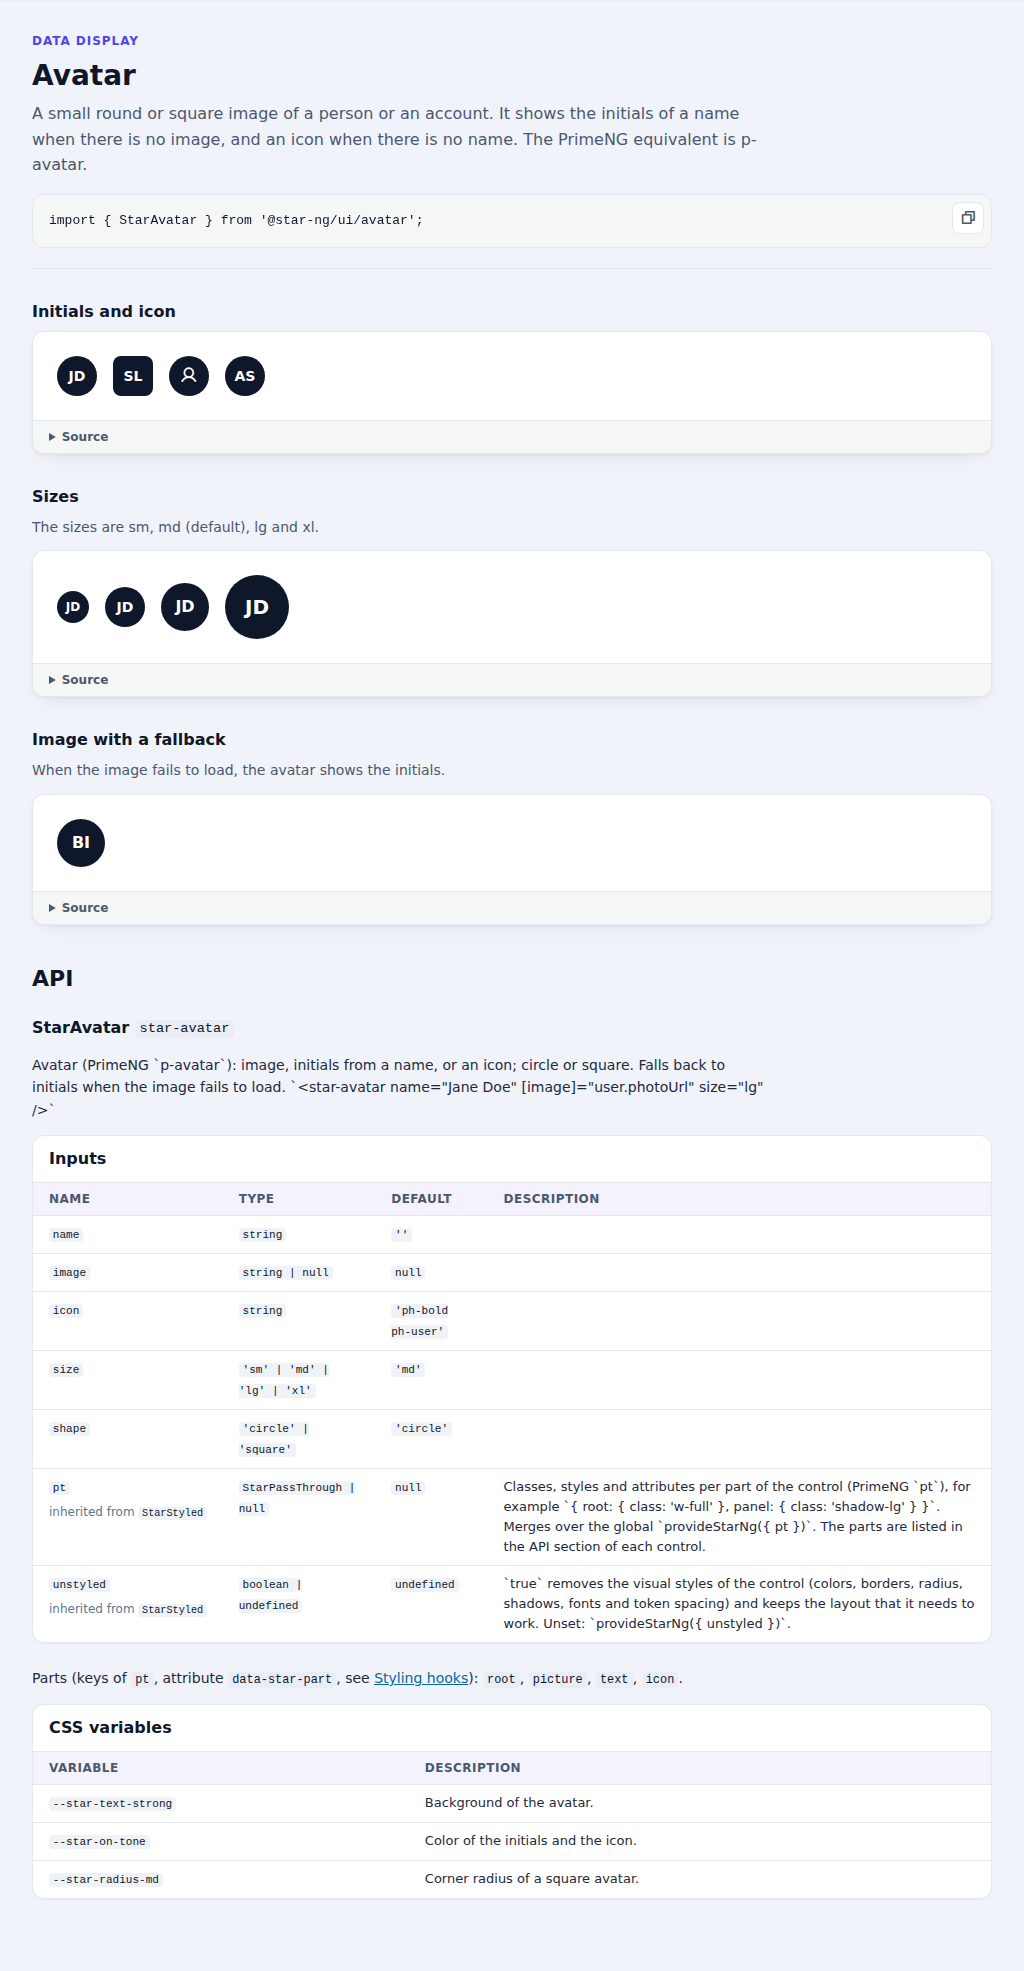 DATA DISPLAY
Avatar
A small round or square image of a person or an account. It shows the initials of a name
when there is no image, and an icon when there is no name. The PrimeNG equivalent is p-
avatar.
import { StarAvatar } from '@star-ng/ui/avatar';
Initials and icon
JD SL AS
Source
Sizes
The sizes are sm, md (default), lg and xl.
JD JD JD JD
Source
Image with a fallback
When the image fails to load, the avatar shows the initials.
BI
Source
API
StarAvatar star-avatar
Avatar (PrimeNG `p-avatar`): image, initials from a name, or an icon; circle or square. Falls back to
initials when the image fails to load. `<star-avatar name="Jane Doe" [image]="user.photoUrl" size="lg"
/>`
Inputs
NAME TYPE DEFAULT DESCRIPTION
name string ''
image string | null null
icon string 'ph-bold
ph-user'
size 'sm' | 'md' | 'md'
'lg' | 'xl'
shape 'circle' | 'circle'
'square'
pt StarPassThrough | null Classes, styles and attributes per part of the control (PrimeNG `pt`), for
inherited from StarStyled null example `{ root: { class: 'w-full' }, panel: { class: 'shadow-lg' } }`.
Merges over the global `provideStarNg({ pt })`. The parts are listed in
the API section of each control.
unstyled boolean | undefined `true` removes the visual styles of the control (colors, borders, radius,
inherited from StarStyled undefined shadows, fonts and token spacing) and keeps the layout that it needs to
work. Unset: `provideStarNg({ unstyled })`.
Parts (keys of pt, attribute data-star-part, see Styling hooks): root, picture, text, icon.
CSS variables
VARIABLE DESCRIPTION
--star-text-strong Background of the avatar.
--star-on-tone Color of the initials and the icon.
--star-radius-md Corner radius of a square avatar.